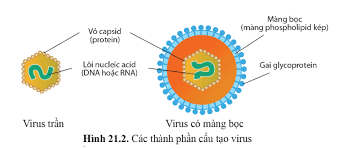 Vỏ capsid
(protein)
Lõi nucleic acid
(DNA hoặc RNA)
Màng bọc
(màng phospholipid kép)
Gai glycoprotein
Virus trần
Virus có màng bọc
Hình 21.2. Các thành phần cấu tạo virus